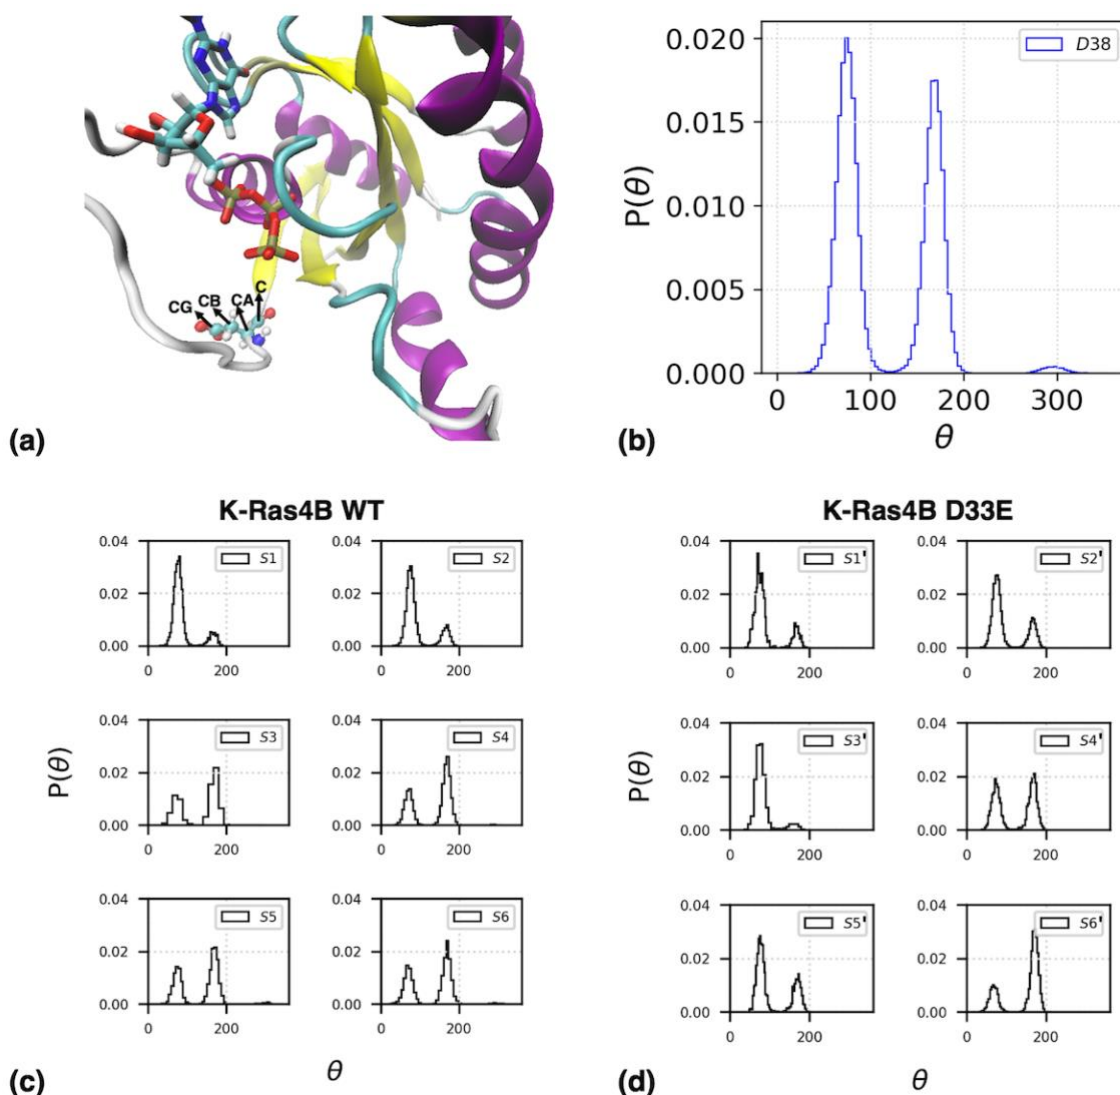 CG CB CA C
(a)
P(θ)
0.020
0.015
0.010
0.005
0.000
0 100 200 300
θ
D38
(b)
K-Ras4B WT
0.04
0.02
0.00
0 200
S1
0.04
0.02
0.00
0 200
S2
0.04
0.02
0.00
0 200
S3
0.04
0.02
0.00
0 200
S4
0.04
0.02
0.00
0 200
S5
0.04
0.02
0.00
0 200
S6
P(θ)
θ
(c)
K-Ras4B D33E
0.04
0.02
0.00
0 200
S1'
0.04
0.02
0.00
0 200
S2'
0.04
0.02
0.00
0 200
S3'
0.04
0.02
0.00
0 200
S4'
0.04
0.02
0.00
0 200
S5'
0.04
0.02
0.00
0 200
S6'
P(θ)
θ
(d)